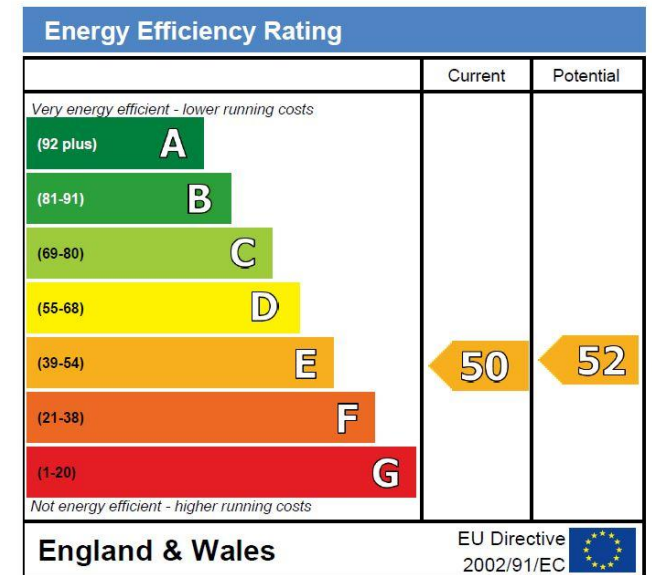 Energy Efficiency Rating
Current Potential
Very energy efficient - lower running costs
(92 plus) A
(81-91) B
(69-80) C
(55-68) D
(39-54) E 50 52
(21-38) F
(1-20) G
Not energy efficient - higher running costs
England & Wales
EU Directive
2002/91/EC